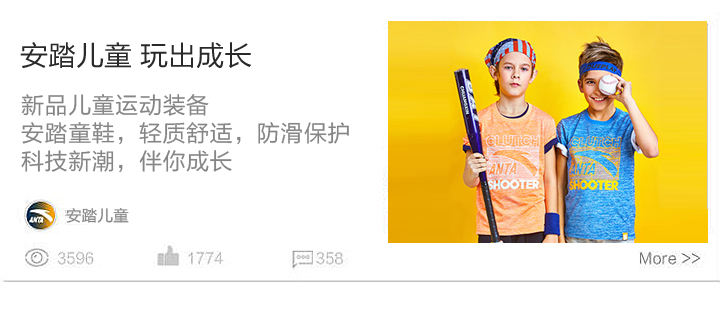 安踏儿童 玩出成长
新品儿童运动装备
安踏童鞋，轻质舒适，防滑保护
科技新潮，伴你成长
ANTA 安踏儿童
3596 1774 358
CLUTCH
ANTA
SHOOTER
CLUTCH
ANTA
SHOOTER
More >>